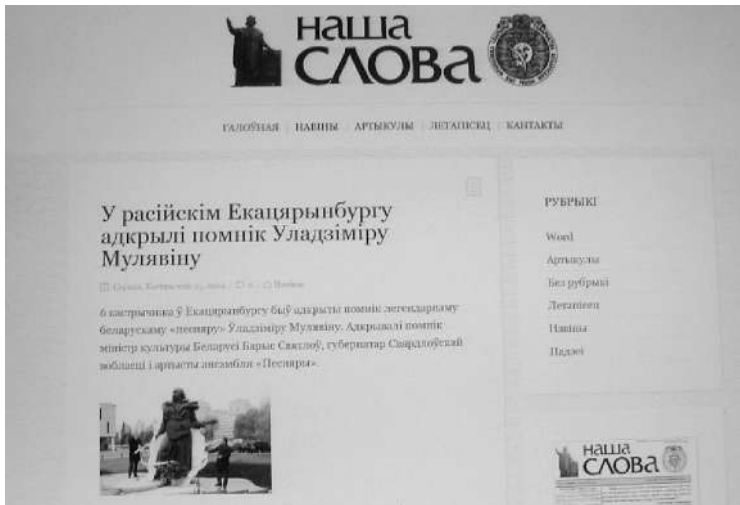 наша
слова
ГАЛОЎНАЯ / НАВІНЫ / АРТЫКУЛЫ / ЛЕТАПІСЕЦ / КАНТАКТЫ
У расійскім Екацярынбургу
адкрылі помнік Уладзіміру
Мулявіну
6 кастрычніка ў Екацярынбургу быў адкрыты помнік легендарнаму
беларускаму «песняру» Ўладзіміру Мулявіну. Адкрывалі помнік
міністр культуры Беларусі Барыс Святлоў, губернатар Свярдлоўскай
вобласці і артысты ансамбля «Песняры».
РУБРЫКІ
Word
Артыкулы
Без рубрыкі
Летапісец
Навіны
Падзеі
наша
слова